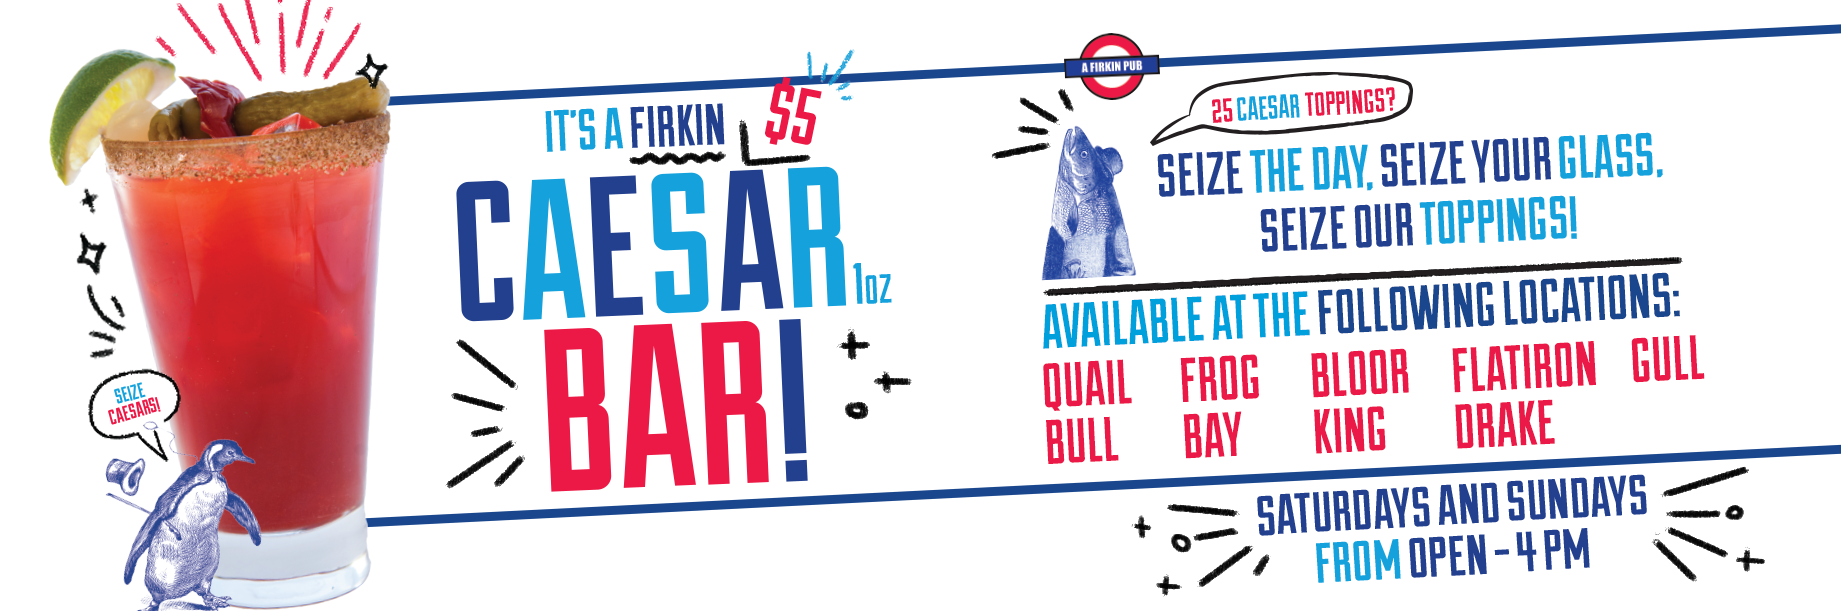 IT'S A FIRKIN $5
CAESAR 1OZ
BAR!
SEIZE
CAESARS!
A FIRKIN PUB
25 CAESAR TOPPINGS?
SEIZE THE DAY, SEIZE YOUR GLASS,
SEIZE OUR TOPPINGS!
AVAILABLE AT THE FOLLOWING LOCATIONS:
QUAIL FROG BLOOR FLATIRON GULL
BULL BAY KING DRAKE
SATURDAYS AND SUNDAYS
FROM OPEN - 4 PM